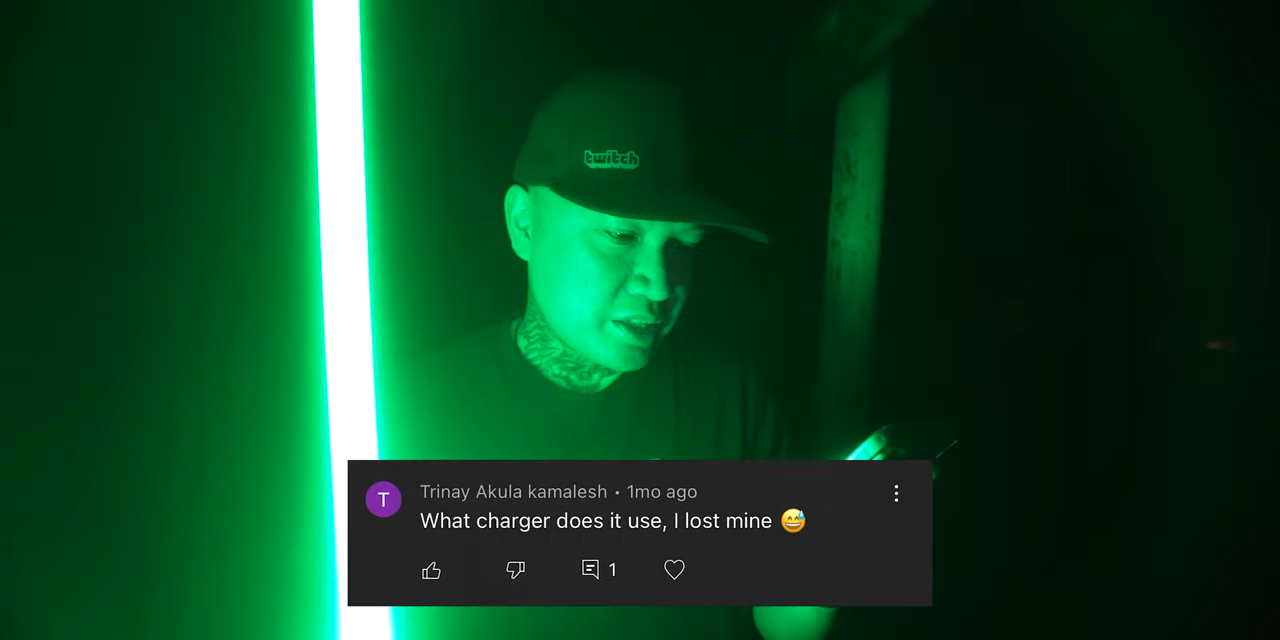 twitch
Trinay Akula kamalesh • 1mo ago
What charger does it use, I lost mine 😅
T
1